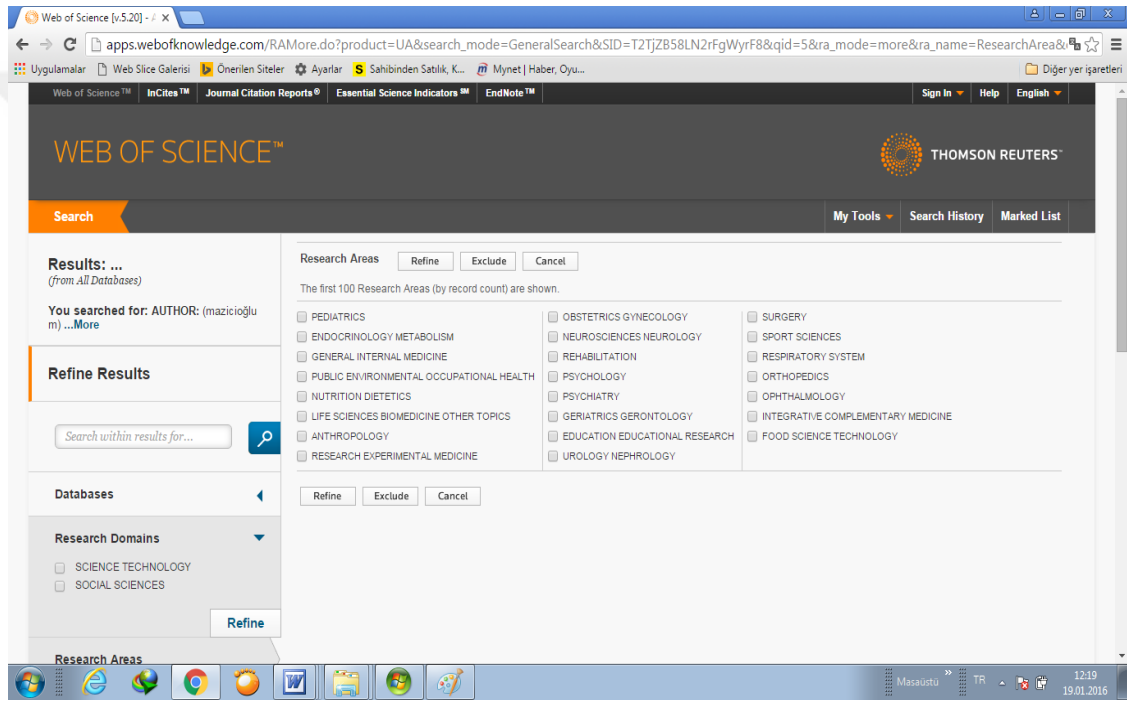 Web of Science [v.5.20] -
apps.webofknowledge.com/RAMore.do?product=UA&search_mode=GeneralSearch&SID=T2TjZB58LN2rFgWyrF8&qid=5&ra_mode=more&ra_name=ResearchArea&
Uygulamalar Web Slice Galerisi Önerilen Siteler Ayarlar Sahibinden Satılık, K... Mynet | Haber, Oyu... Diğer yer işaretleri
Web of Science™ InCites™ Journal Citation Reports® Essential Science Indicators℠ EndNote™ Sign In Help English
WEB OF SCIENCE™
THOMSON REUTERS™
Search My Tools Search History Marked List
Results: ...
(from All Databases)
You searched for: AUTHOR: (mazicioğlu
m) ...More
Refine Results
Search within results for...
Databases
Research Domains
SCIENCE TECHNOLOGY
SOCIAL SCIENCES
Refine
Research Areas
Research Areas Refine Exclude Cancel
The first 100 Research Areas (by record count) are shown.
PEDIATRICS
ENDOCRINOLOGY METABOLISM
GENERAL INTERNAL MEDICINE
PUBLIC ENVIRONMENTAL OCCUPATIONAL HEALTH
NUTRITION DIETETICS
LIFE SCIENCES BIOMEDICINE OTHER TOPICS
ANTHROPOLOGY
RESEARCH EXPERIMENTAL MEDICINE
OBSTETRICS GYNECOLOGY
NEUROSCIENCES NEUROLOGY
REHABILITATION
PSYCHOLOGY
PSYCHIATRY
GERIATRICS GERONTOLOGY
EDUCATION EDUCATIONAL RESEARCH
UROLOGY NEPHROLOGY
SURGERY
SPORT SCIENCES
RESPIRATORY SYSTEM
ORTHOPEDICS
OPHTHALMOLOGY
INTEGRATIVE COMPLEMENTARY MEDICINE
FOOD SCIENCE TECHNOLOGY
Refine Exclude Cancel
Masaüstü TR 12:19
19.01.2016